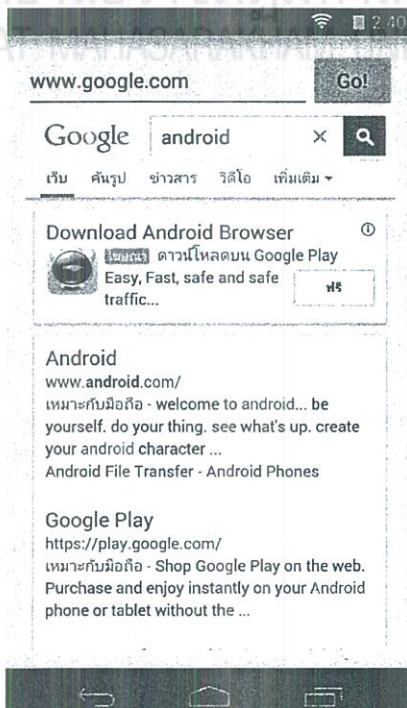 2:40
www.google.com Go!
Google android ×
เว็บ ค้นรูป ข่าวสาร วิดีโอ เพิ่มเติม
Download Android Browser
โฆษณา ดาวน์โหลดบน Google Play
Easy, Fast, safe and safe
traffic...
ฟรี
Android
www.android.com/
เหมาะกับมือถือ - welcome to android... be
yourself. do your thing. see what's up. create
your android character ...
Android File Transfer - Android Phones
Google Play
https://play.google.com/
เหมาะกับมือถือ - Shop Google Play on the web.
Purchase and enjoy instantly on your Android
phone or tablet without the ...